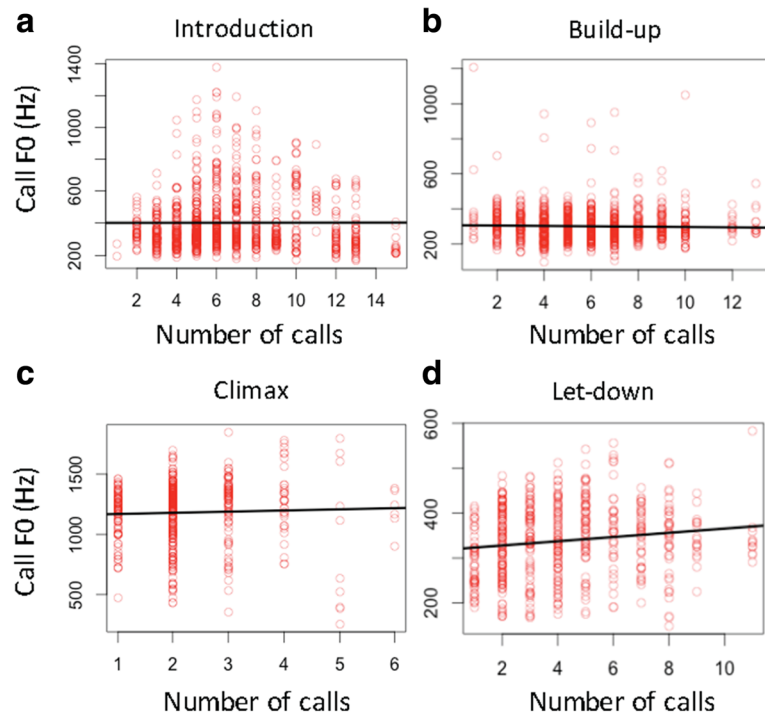 a
Introduction
Call F0 (Hz)
1400
1000
600
200
2 4 6 8 10 12 14
Number of calls
b
Build-up
1000
600
200
2 4 6 8 10 12
Number of calls
c
Climax
Call F0 (Hz)
1500
1000
500
1 2 3 4 5 6
Number of calls
d
Let-down
600
400
200
2 4 6 8 10
Number of calls